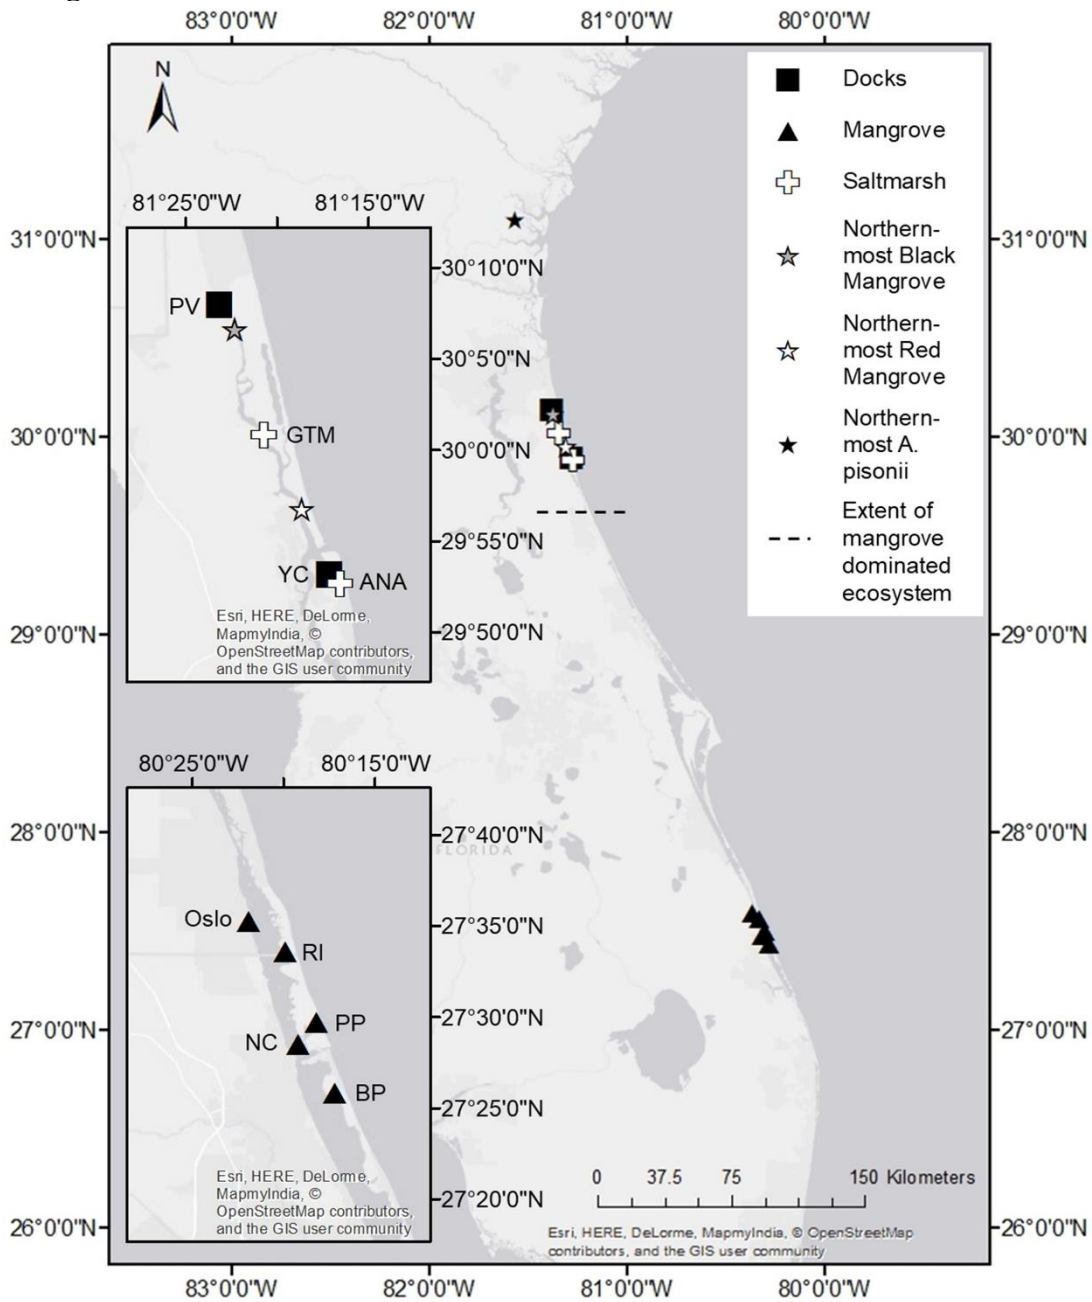 83°0'0"W 82°0'0"W 81°0'0"W 80°0'0"W
N
Docks
Mangrove
Saltmarsh
Northern-
most Black
Mangrove
Northern-
most Red
Mangrove
Northern-
most A.
pisonii
Extent of
mangrove
dominated
ecosystem
31°0'0"N
30°0'0"N
29°0'0"N
28°0'0"N
27°0'0"N
26°0'0"N
81°25'0"W 81°15'0"W
30°10'0"N
30°5'0"N
30°0'0"N
29°55'0"N
29°50'0"N
PV
GTM
YC
ANA
Esri, HERE, DeLorme,
MapmyIndia, ©
OpenStreetMap contributors,
and the GIS user community
80°25'0"W 80°15'0"W
27°40'0"N
27°35'0"N
27°30'0"N
27°25'0"N
27°20'0"N
Oslo
RI
PP
NC
BP
Esri, HERE, DeLorme,
MapmyIndia, ©
OpenStreetMap contributors,
and the GIS user community
FLORIDA
31°0'0"N
30°0'0"N
29°0'0"N
28°0'0"N
27°0'0"N
26°0'0"N
0 37.5 75 150 Kilometers
Esri, HERE, DeLorme, MapmyIndia, © OpenStreetMap
contributors, and the GIS user community
83°0'0"W 82°0'0"W 81°0'0"W 80°0'0"W